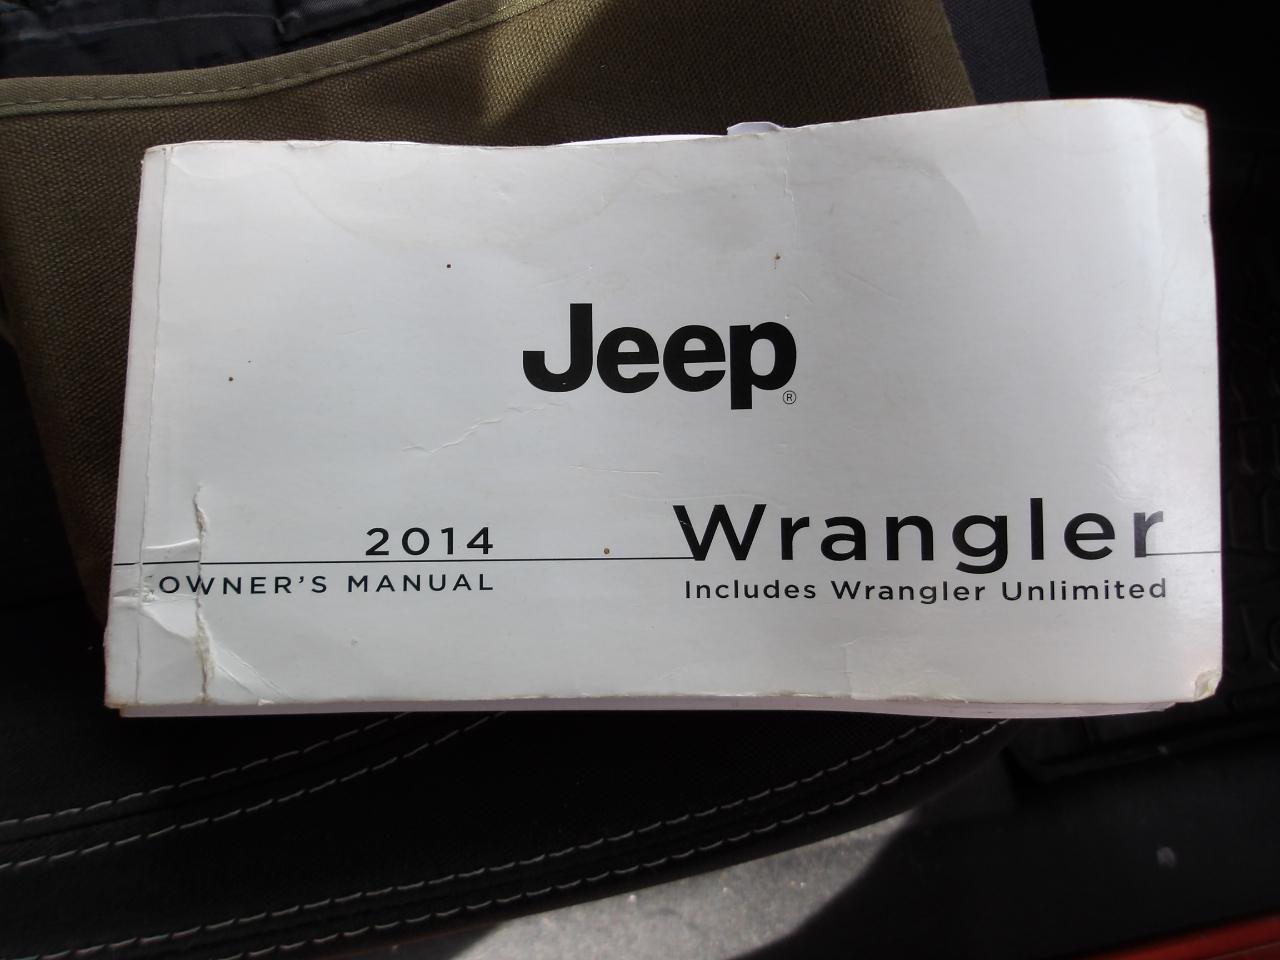 Jeep®
2014
OWNER'S MANUAL
Wrangler
Includes Wrangler Unlimited